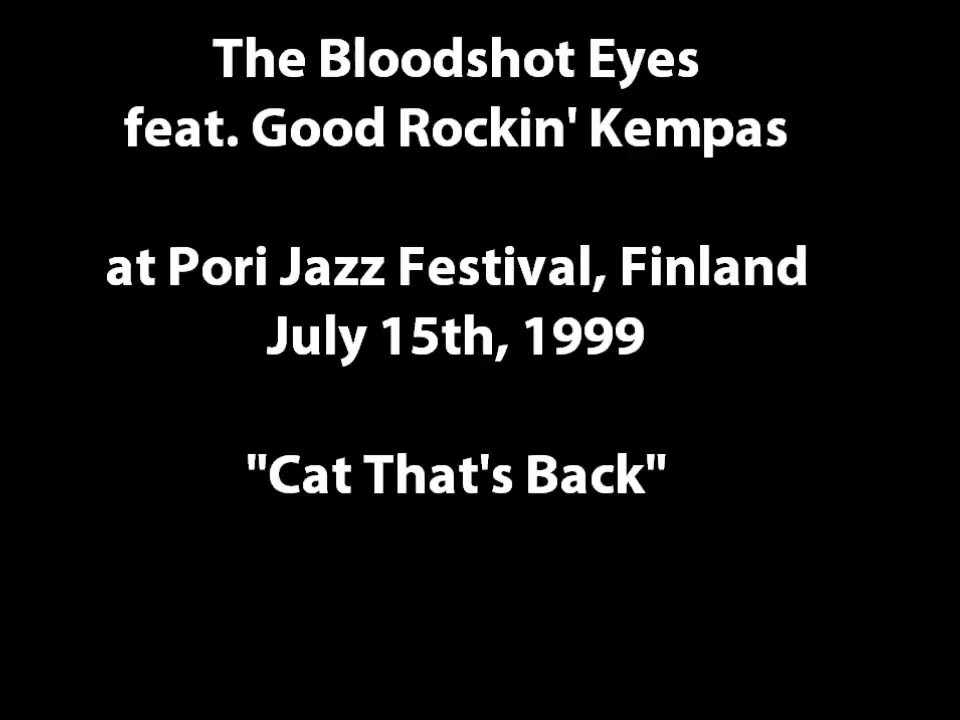 The Bloodshot Eyes
feat. Good Rockin' Kempas
at Pori Jazz Festival, Finland
July 15th, 1999
"Cat That's Back"